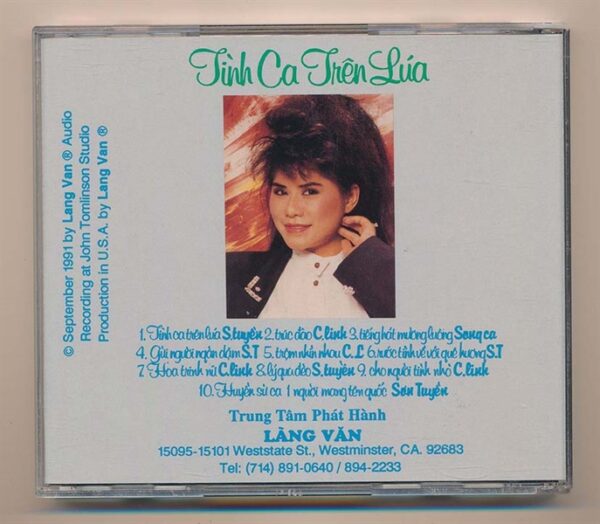 Tình Ca Trên Lúa
© September 1991 by Lang Van ® Audio
Recording at John Tomlinson Studio
Production in U.S.A. by Lang Van ®
1. Tình ca trên lúa S.tuyền 2. trúc đào C.linh 3. tiếng hát mường luông Song ca
4. Gửi người ngàn dặm S.T 5. trộm nhìn nhau C.L 6. rước tình về với quê hương S.T
7 Hoa trinh nữ C.linh 8. lý qua đèo S.tuyền 9. cho người tình nhỏ C.linh
10. Huyền sử ca 1 người mang tên quốc Sơn Tuyền
Trung Tâm Phát Hành
LÀNG VĂN
15095-15101 Weststate St., Westminster, CA. 92683
Tel: (714) 891-0640 / 894-2233